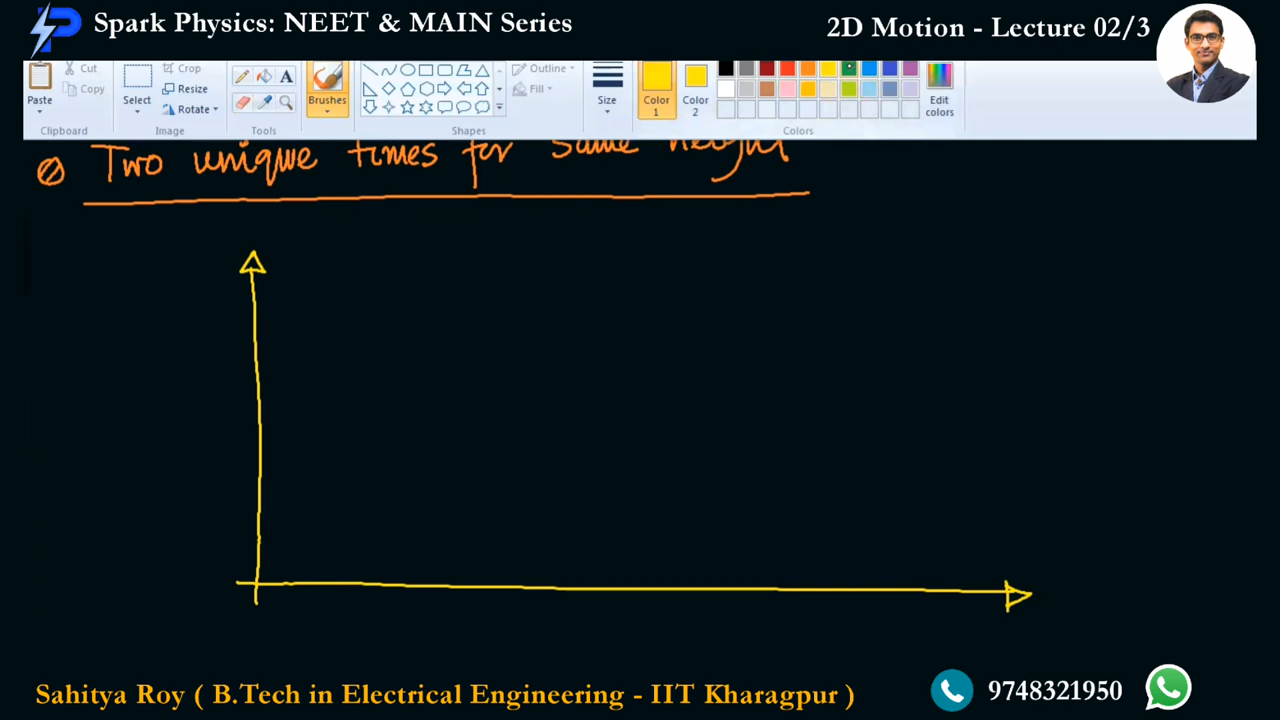 Spark Physics: NEET & MAIN Series
2D Motion - Lecture 02/3
Paste
Cut
Copy
Clipboard
Select
Crop
Resize
Rotate
Image
A
Tools
Brushes
Shapes
Outline
Fill
Size
Color 1
Color 2
Edit colors
Colors
Two unique times for same height
Sahitya Roy ( B.Tech in Electrical Engineering - IIT Kharagpur )
9748321950